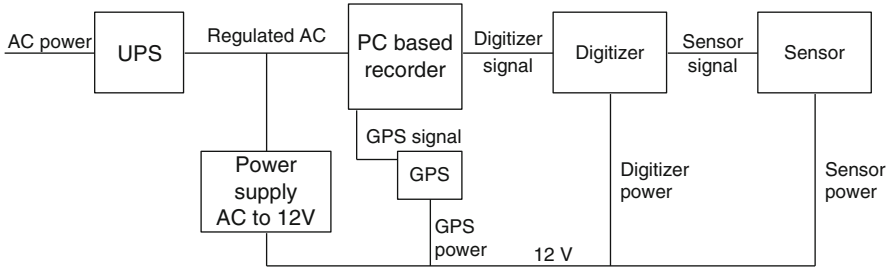 AC power
UPS
Regulated AC
PC based
recorder
Digitizer
signal
Digitizer
Sensor
signal
Sensor
GPS signal
Power
supply
AC to 12V
GPS
Digitizer
power
Sensor
power
GPS
power
12 V